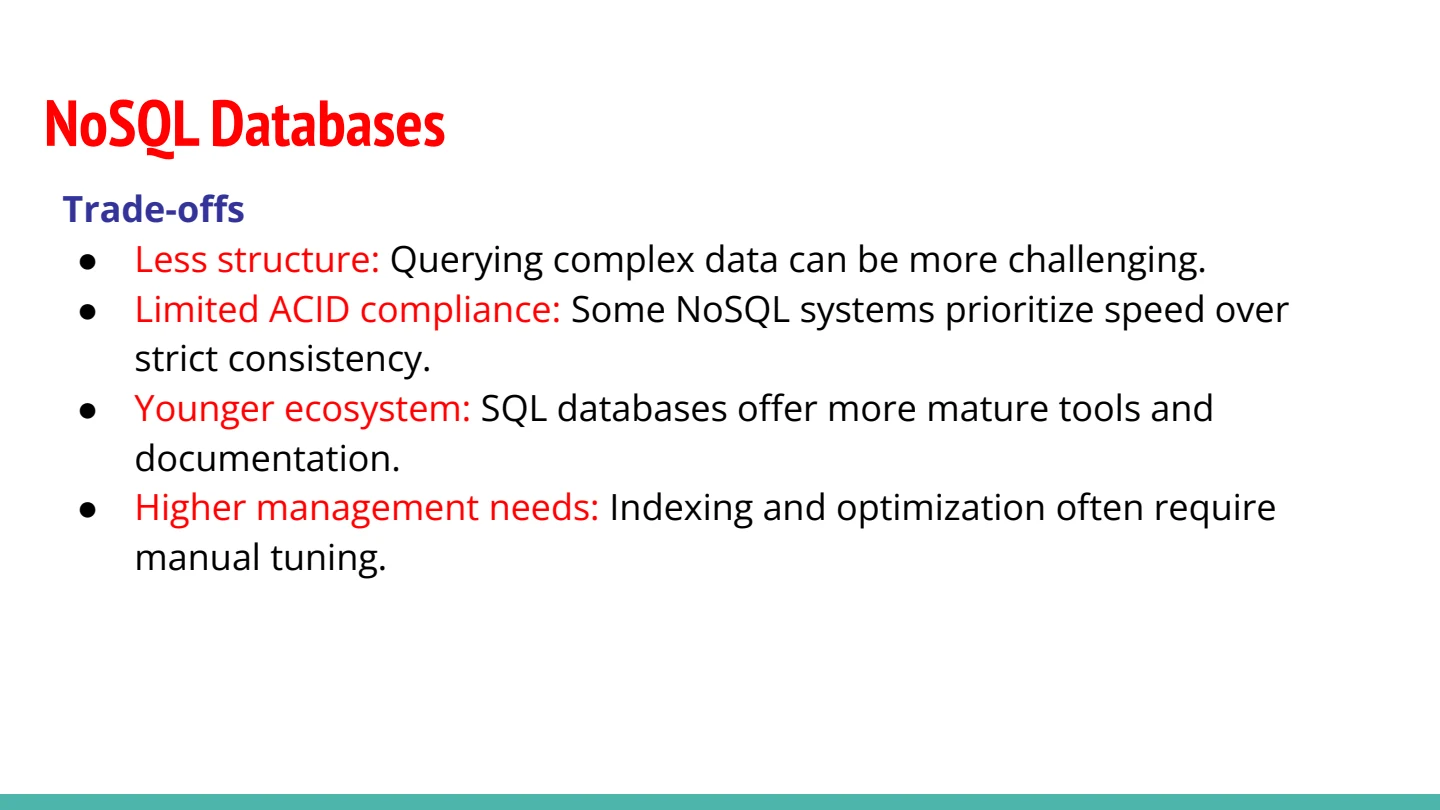 NoSQL Databases
Trade-offs
● Less structure: Querying complex data can be more challenging.
● Limited ACID compliance: Some NoSQL systems prioritize speed over
strict consistency.
● Younger ecosystem: SQL databases offer more mature tools and
documentation.
● Higher management needs: Indexing and optimization often require
manual tuning.